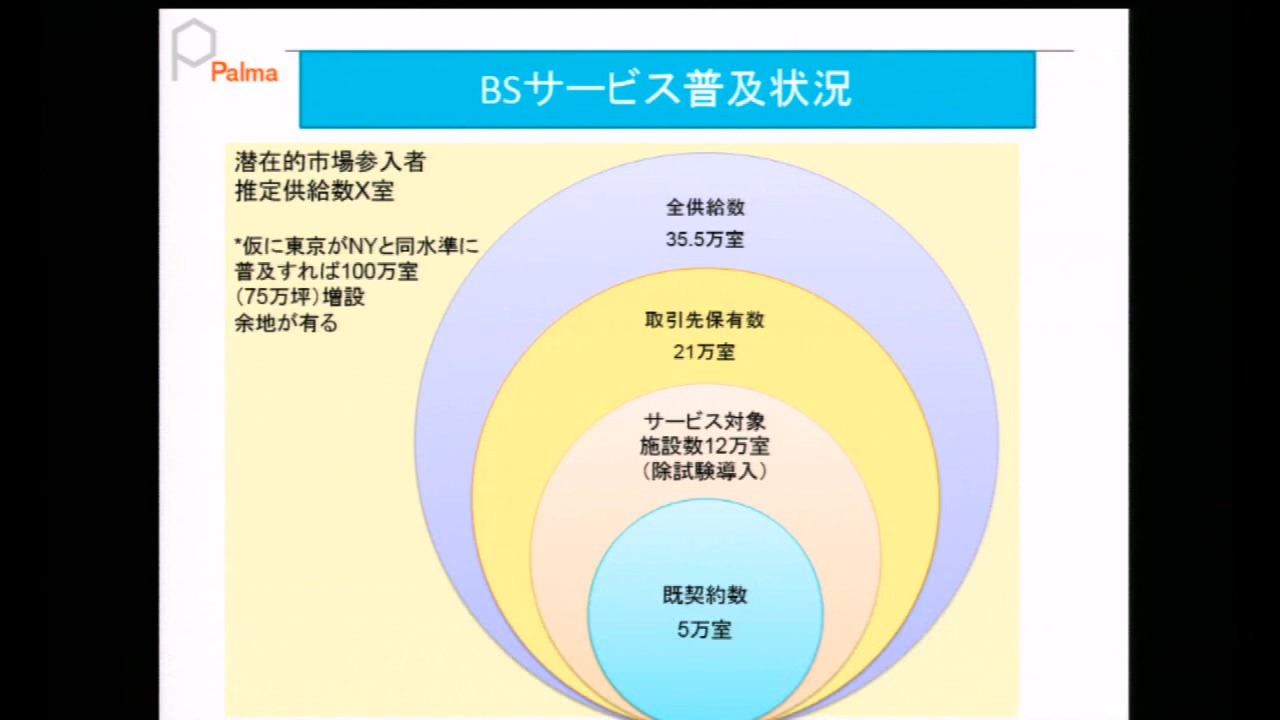 Palma
BSサービス普及状況
潜在的市場参入者
推定供給数X室
*仮に東京がNYと同水準に
普及すれば100万室
(75万坪)増設
余地が有る
全供給数
35.5万室
取引先保有数
21万室
サービス対象
施設数12万室
(除試験導入)
既契約数
5万室